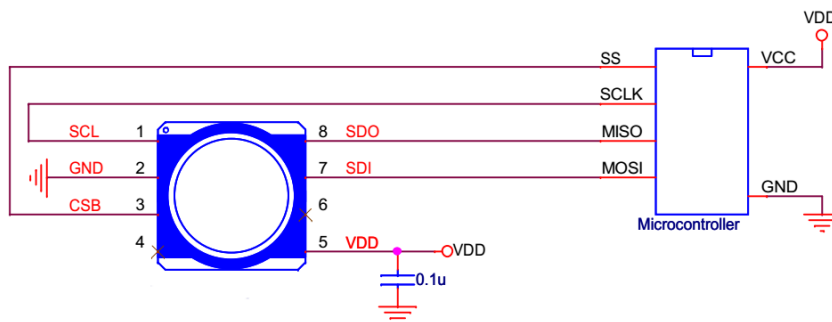 VDD
SS VCC
SCLK
SCL 1 8 SDO MISO
GND 2 7 SDI MOSI
CSB 3 6 GND
Microcontroller
4 5 VDD VDD
0.1u